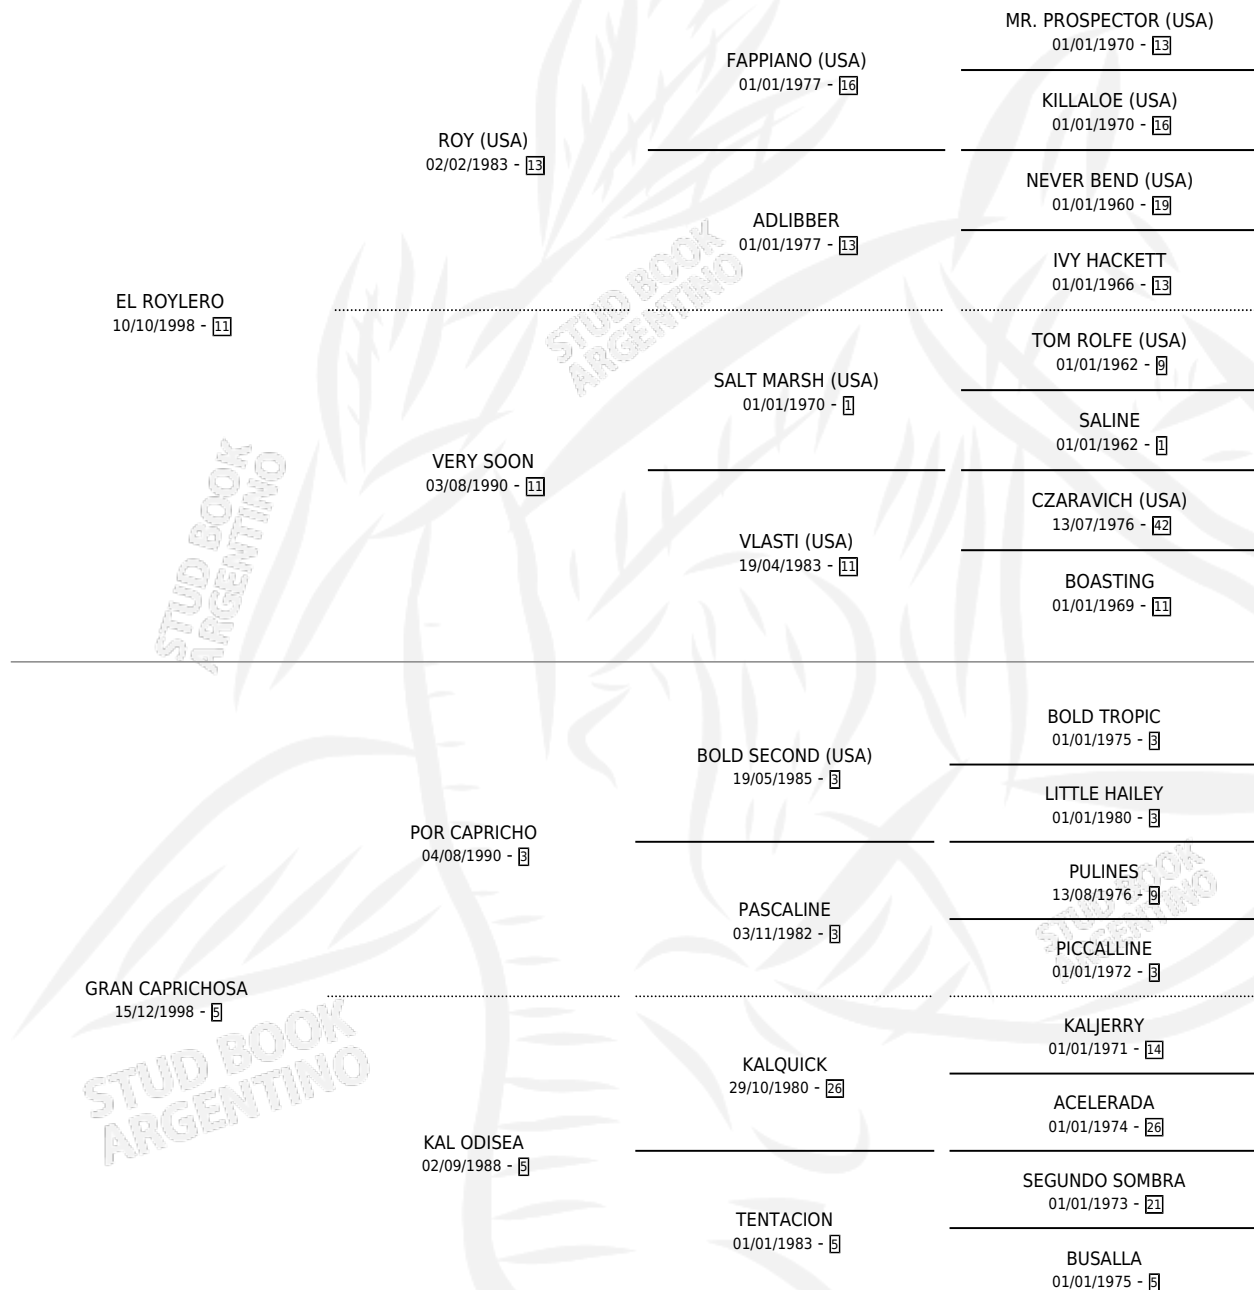 MR. PROSPECTOR (USA)
01/01/1970 - 13
FAPPIANO (USA)
01/01/1977 - 16
KILLALOE (USA)
01/01/1970 - 16
ROY (USA)
02/02/1983 - 13
NEVER BEND (USA)
01/01/1960 - 19
ADLIBBER
01/01/1977 - 13
IVY HACKETT
01/01/1966 - 13
EL ROYLERO
10/10/1998 - 11
TOM ROLFE (USA)
01/01/1962 - 9
SALT MARSH (USA)
01/01/1970 - 1
SALINE
01/01/1962 - 1
VERY SOON
03/08/1990 - 11
CZARAVICH (USA)
13/07/1976 - 42
VLASTI (USA)
19/04/1983 - 11
BOASTING
01/01/1969 - 11
BOLD TROPIC
01/01/1975 - 3
BOLD SECOND (USA)
19/05/1985 - 3
LITTLE HAILEY
01/01/1980 - 3
POR CAPRICHO
04/08/1990 - 3
PULINES
13/08/1976 - 9
PASCALINE
03/11/1982 - 3
PICCALLINE
01/01/1972 - 3
GRAN CAPRICHOSA
15/12/1998 - 5
KALJERRY
01/01/1971 - 14
KALQUICK
29/10/1980 - 26
ACELERADA
01/01/1974 - 26
KAL ODISEA
02/09/1988 - 5
SEGUNDO SOMBRA
01/01/1973 - 21
TENTACION
01/01/1983 - 5
BUSALLA
01/01/1975 - 5
STUD BOOK
ARGENTINO
STUD BOOK
ARGENTINO
STUD BOOK
ARGENTINO
STUD BOOK
ARGENTINO